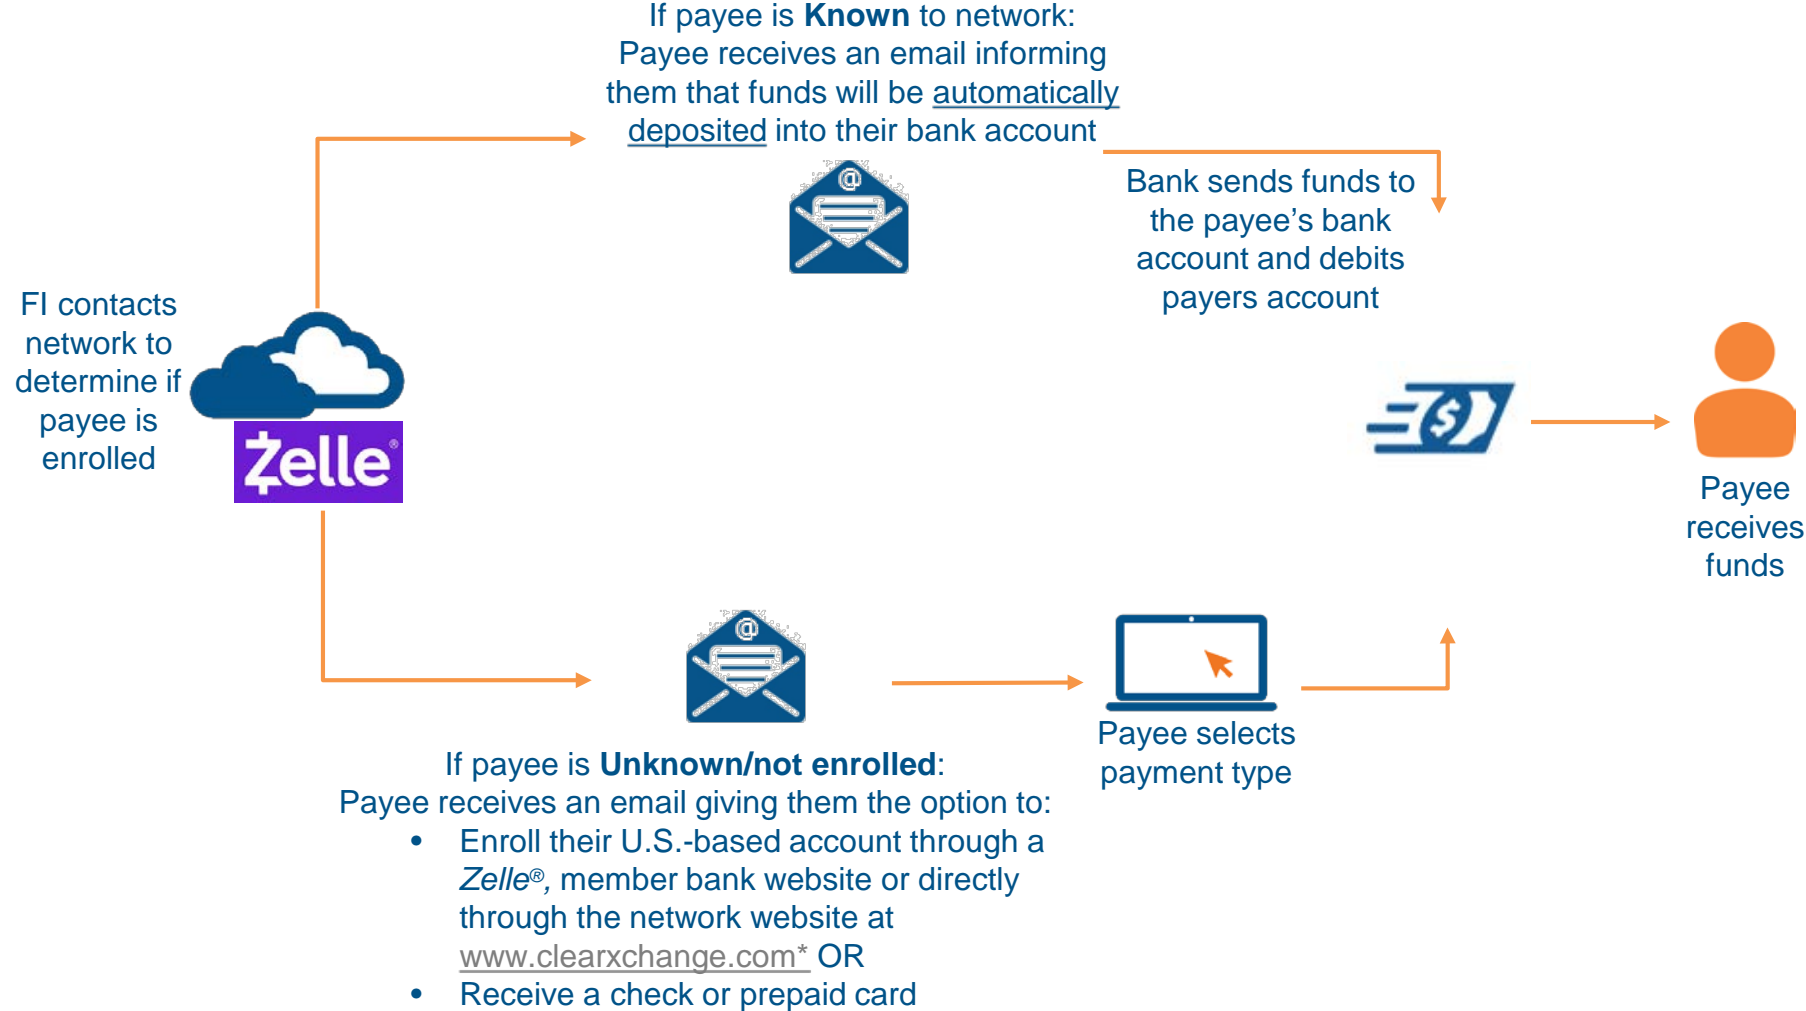 If payee is Known to network:
Payee receives an email informing
them that funds will be automatically
deposited into their bank account
@
Bank sends funds to
the payee’s bank
account and debits
payers account
FI contacts
network to
determine if
payee is
enrolled
Zelle®
$
Payee
receives
funds
@
Payee selects
payment type
If payee is Unknown/not enrolled:
Payee receives an email giving them the option to:
• Enroll their U.S.-based account through a
Zelle®, member bank website or directly
through the network website at
www.clearxchange.com* OR
• Receive a check or prepaid card